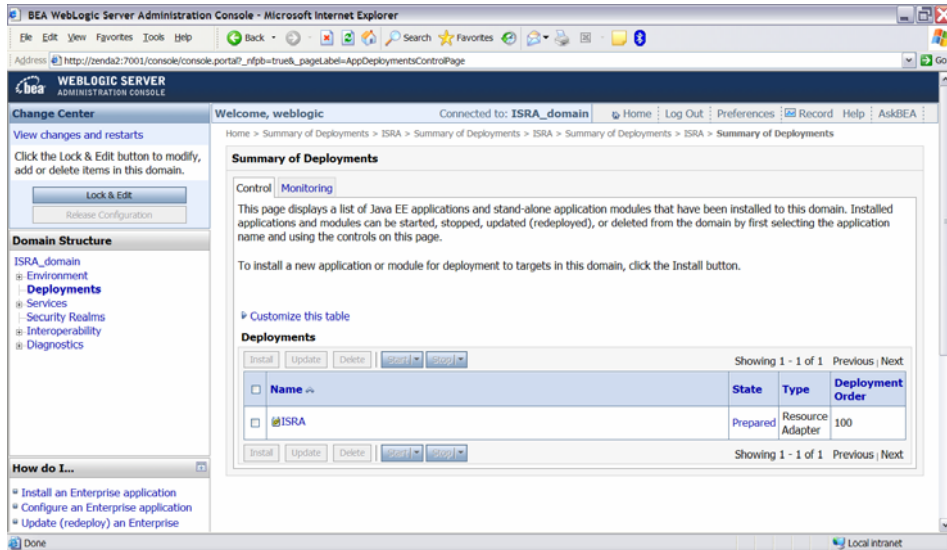 BEA WebLogic Server Administration Console - Microsoft Internet Explorer
File Edit View Favorites Tools Help
Back Search Favorites
Address http://zenda2:7001/console/console.portal?_nfpb=true&_pageLabel=AppDeploymentsControlPage Go
bea WEBLOGIC SERVER
ADMINISTRATION CONSOLE
Change Center
View changes and restarts
Click the Lock & Edit button to modify,
add or delete items in this domain.
Lock & Edit
Release Configuration
Domain Structure
ISRA_domain
Environment
Deployments
Services
Security Realms
Interoperability
Diagnostics
How do I...
Install an Enterprise application
Configure an Enterprise application
Update (redeploy) an Enterprise
Welcome, weblogic Connected to: ISRA_domain Home Log Out Preferences Record Help AskBEA
Home > Summary of Deployments > ISRA > Summary of Deployments > ISRA > Summary of Deployments > ISRA > Summary of Deployments
Summary of Deployments
Control Monitoring
This page displays a list of Java EE applications and stand-alone application modules that have been installed to this domain. Installed
applications and modules can be started, stopped, updated (redeployed), or deleted from the domain by first selecting the application
name and using the controls on this page.
To install a new application or module for deployment to targets in this domain, click the Install button.
Customize this table
Deployments
Install Update Delete Start Stop Showing 1 - 1 of 1 Previous | Next
Name State Type Deployment
Order
ISRA Prepared Resource
Adapter 100
Install Update Delete Start Stop Showing 1 - 1 of 1 Previous | Next
Done Local intranet